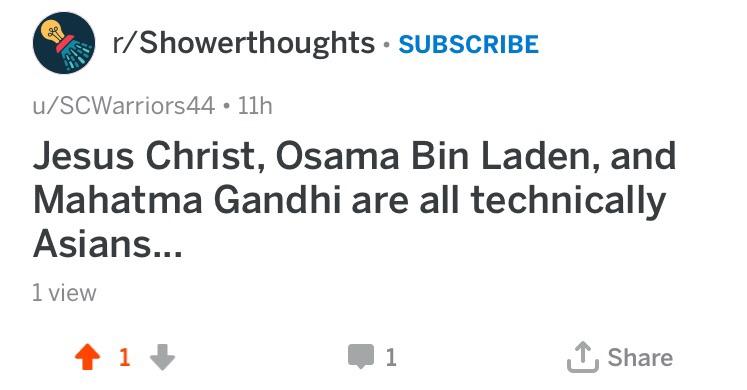 r/Showerthoughts • SUBSCRIBE
u/SCWarriors44 • 11h
Jesus Christ, Osama Bin Laden, and
Mahatma Gandhi are all technically
Asians...
1 view
1 1 Share